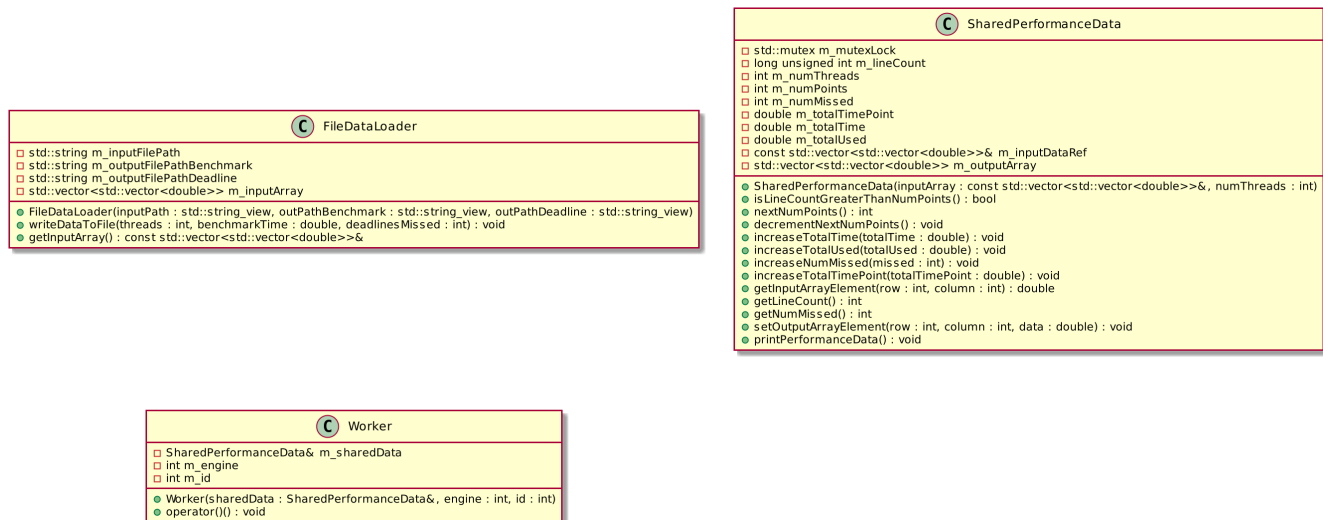 C FileDataLoader
std::string m_inputFilePath
std::string m_outputFilePathBenchmark
std::string m_outputFilePathDeadline
std::vector<std::vector<double>> m_inputArray
FileDataLoader(inputPath : std::string_view, outPathBenchmark : std::string_view, outPathDeadline : std::string_view)
writeDataToFile(threads : int, benchmarkTime : double, deadlinesMissed : int) : void
getInputArray() : const std::vector<std::vector<double>>&
C SharedPerformanceData
std::mutex m_mutexLock
long unsigned int m_lineCount
int m_numThreads
int m_numPoints
int m_numMissed
double m_totalTimePoint
double m_totalTime
double m_totalUsed
const std::vector<std::vector<double>>& m_inputDataRef
std::vector<std::vector<double>> m_outputArray
SharedPerformanceData(inputArray : const std::vector<std::vector<double>>&, numThreads : int)
isLineCountGreaterThanNumPoints() : bool
nextNumPoints() : int
decrementNextNumPoints() : void
increaseTotalTime(totalTime : double) : void
increaseTotalUsed(totalUsed : double) : void
increaseNumMissed(missed : int) : void
increaseTotalTimePoint(totalTimePoint : double) : void
getInputArrayElement(row : int, column : int) : double
getLineCount() : int
getNumMissed() : int
setOutputArrayElement(row : int, column : int, data : double) : void
printPerformanceData() : void
C Worker
SharedPerformanceData& m_sharedData
int m_engine
int m_id
Worker(sharedData : SharedPerformanceData&, engine : int, id : int)
operator()() : void